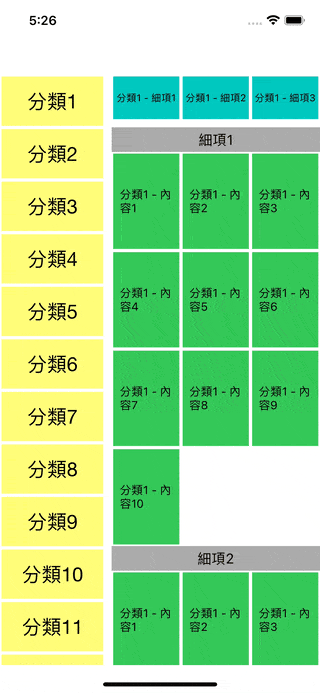 5:26
分類1
分類2
分類3
分類4
分類5
分類6
分類7
分類8
分類9
分類10
分類11
分類1 - 細項1
分類1 - 細項2
分類1 - 細項3
細項1
分類1 - 內
容1
分類1 - 內
容2
分類1 - 內
容3
分類1 - 內
容4
分類1 - 內
容5
分類1 - 內
容6
分類1 - 內
容7
分類1 - 內
容8
分類1 - 內
容9
分類1 - 內
容10
細項2
分類1 - 內
容1
分類1 - 內
容2
分類1 - 內
容3